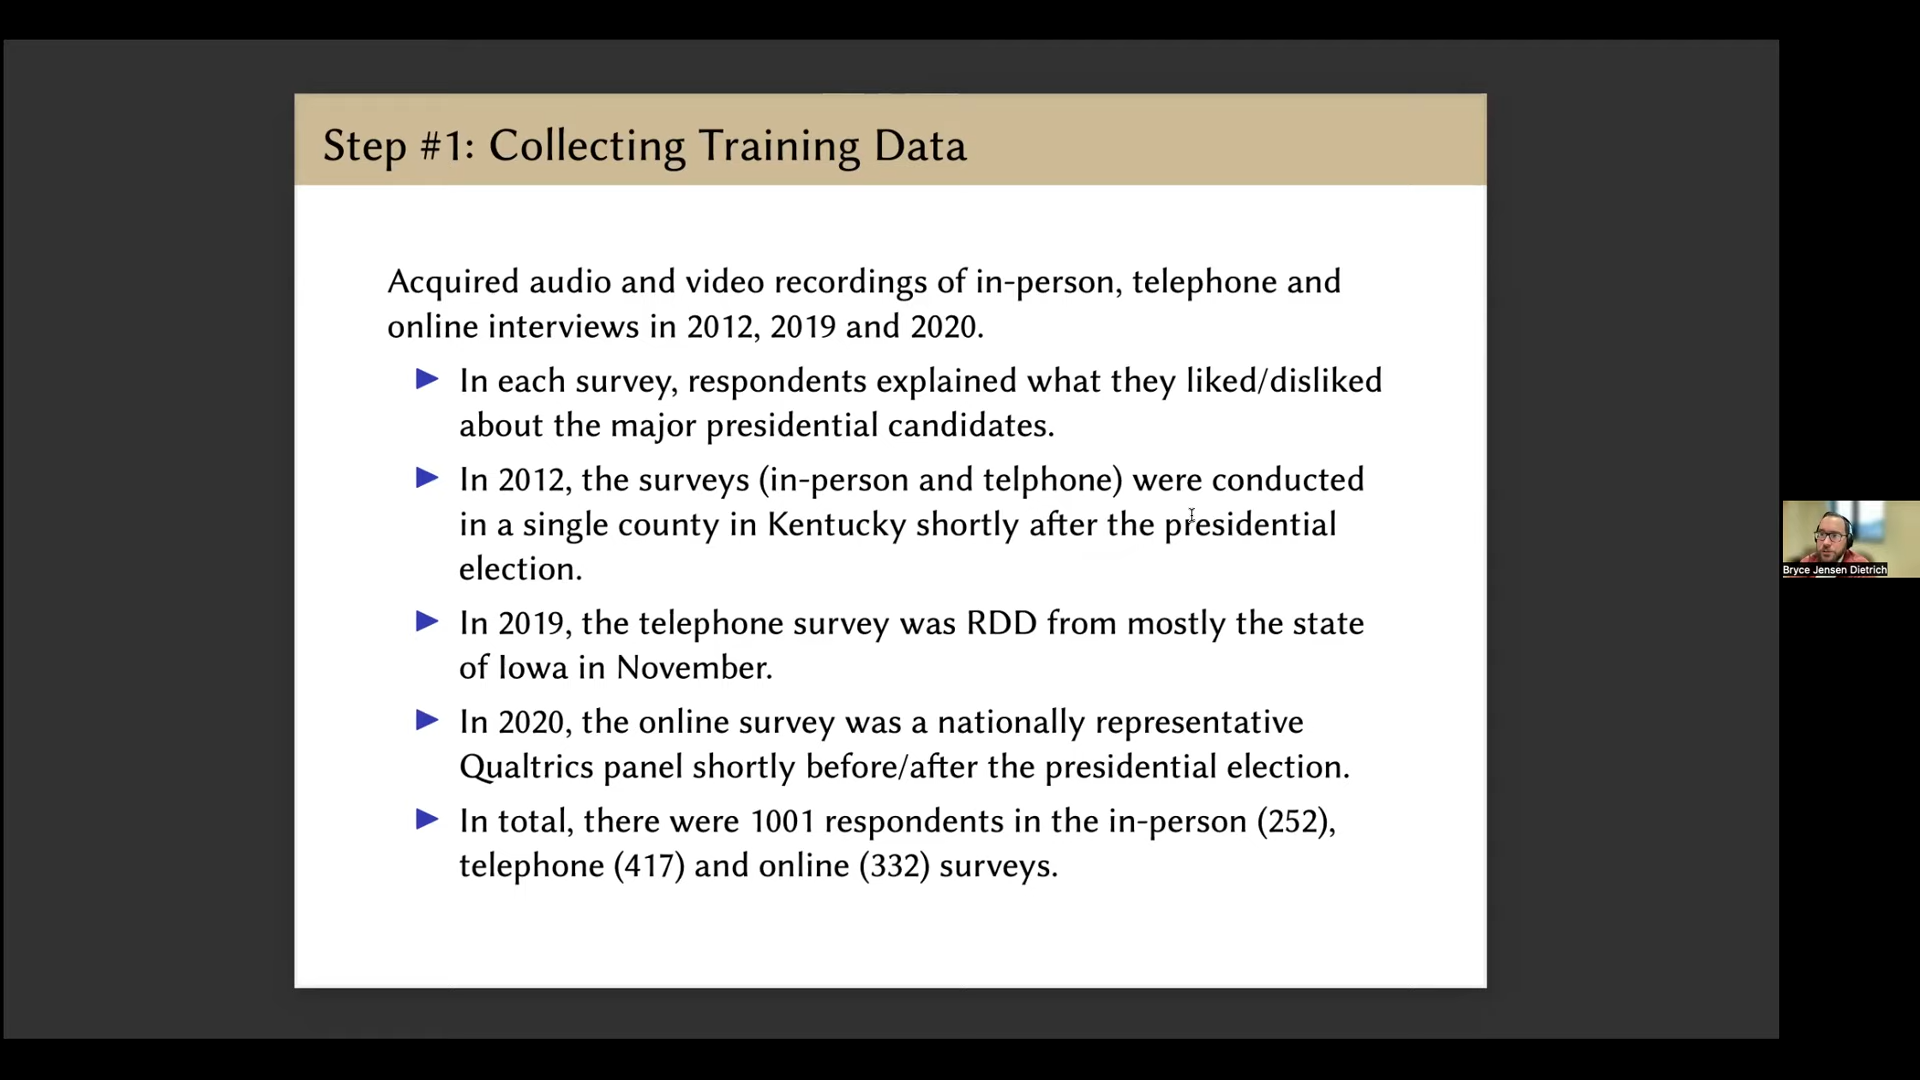 Step #1: Collecting Training Data
Acquired audio and video recordings of in-person, telephone and
online interviews in 2012, 2019 and 2020.
In each survey, respondents explained what they liked/disliked
about the major presidential candidates.
In 2012, the surveys (in-person and telphone) were conducted
in a single county in Kentucky shortly after the presidential
election.
In 2019, the telephone survey was RDD from mostly the state
of Iowa in November.
In 2020, the online survey was a nationally representative
Qualtrics panel shortly before/after the presidential election.
In total, there were 1001 respondents in the in-person (252),
telephone (417) and online (332) surveys.
Bryce Jensen Dietrich